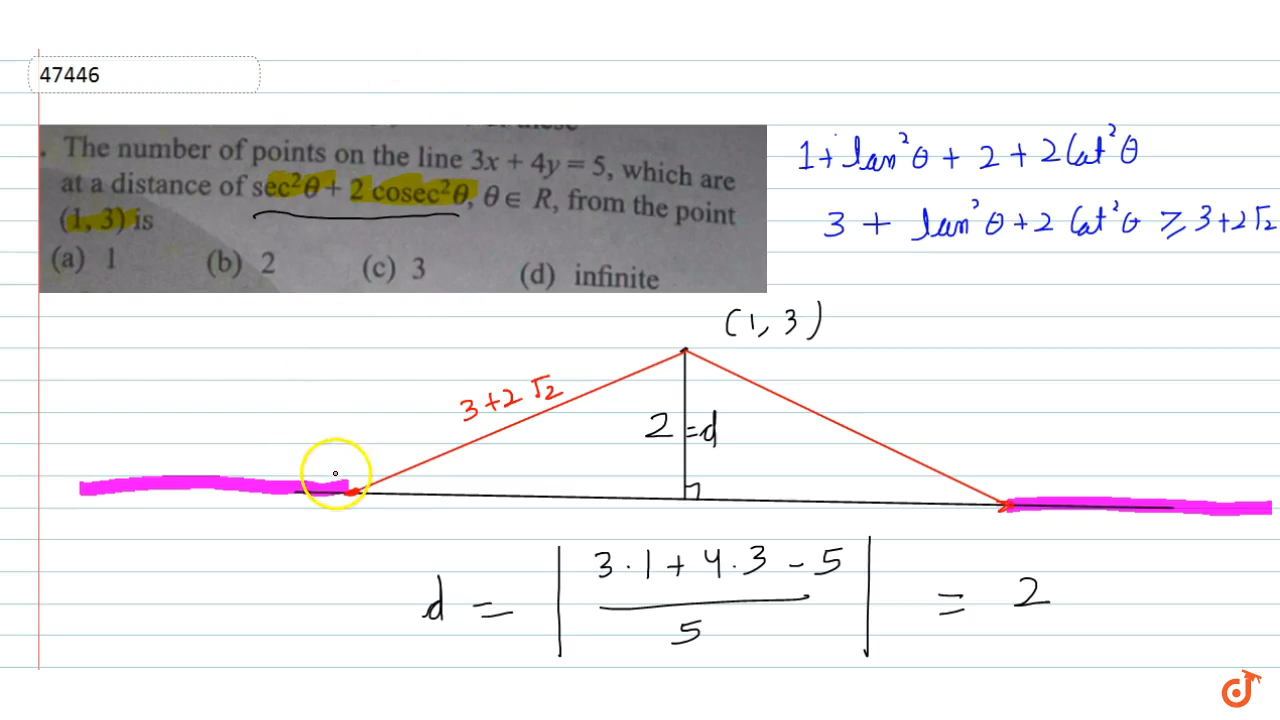 47446
The number of points on the line 3x + 4y = 5, which are
at a distance of sec²θ + 2 cosec²θ, θ ∈ R, from the point
(1, 3) is
(a) 1 (b) 2 (c) 3 (d) infinite
1 + tan²θ + 2 + 2 Cot²θ
3 + tan²θ + 2 Cot²θ ≥ 3 + 2√2
(1, 3)
3 + 2√2
2 = d
d = | 3·1 + 4·3 − 5 / 5 | = 2
d